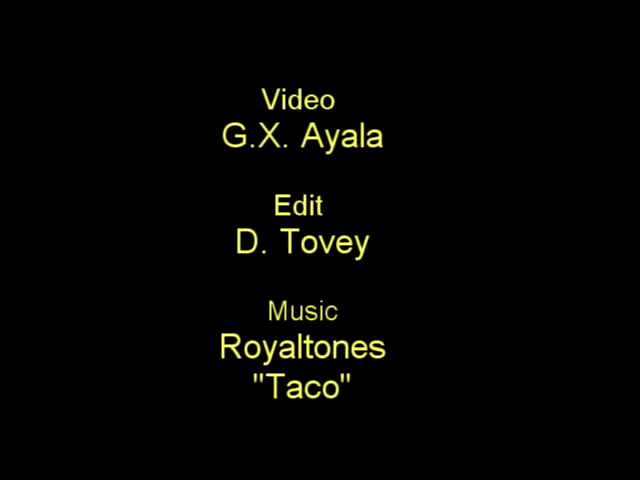 Video
G.X. Ayala
Edit
D. Tovey
Music
Royaltones
"Taco"